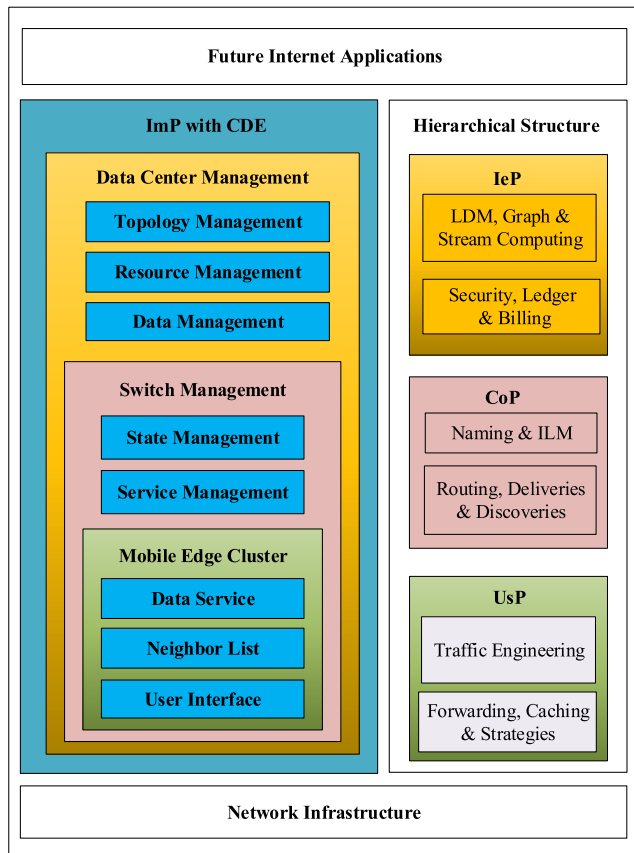 Future Internet Applications
ImP with CDE
Data Center Management
Topology Management
Resource Management
Data Management
Switch Management
State Management
Service Management
Mobile Edge Cluster
Data Service
Neighbor List
User Interface
Hierarchical Structure
IeP
LDM, Graph &
Stream Computing
Security, Ledger
& Billing
CoP
Naming & ILM
Routing, Deliveries
& Discoveries
UsP
Traffic Engineering
Forwarding, Caching
& Strategies
Network Infrastructure